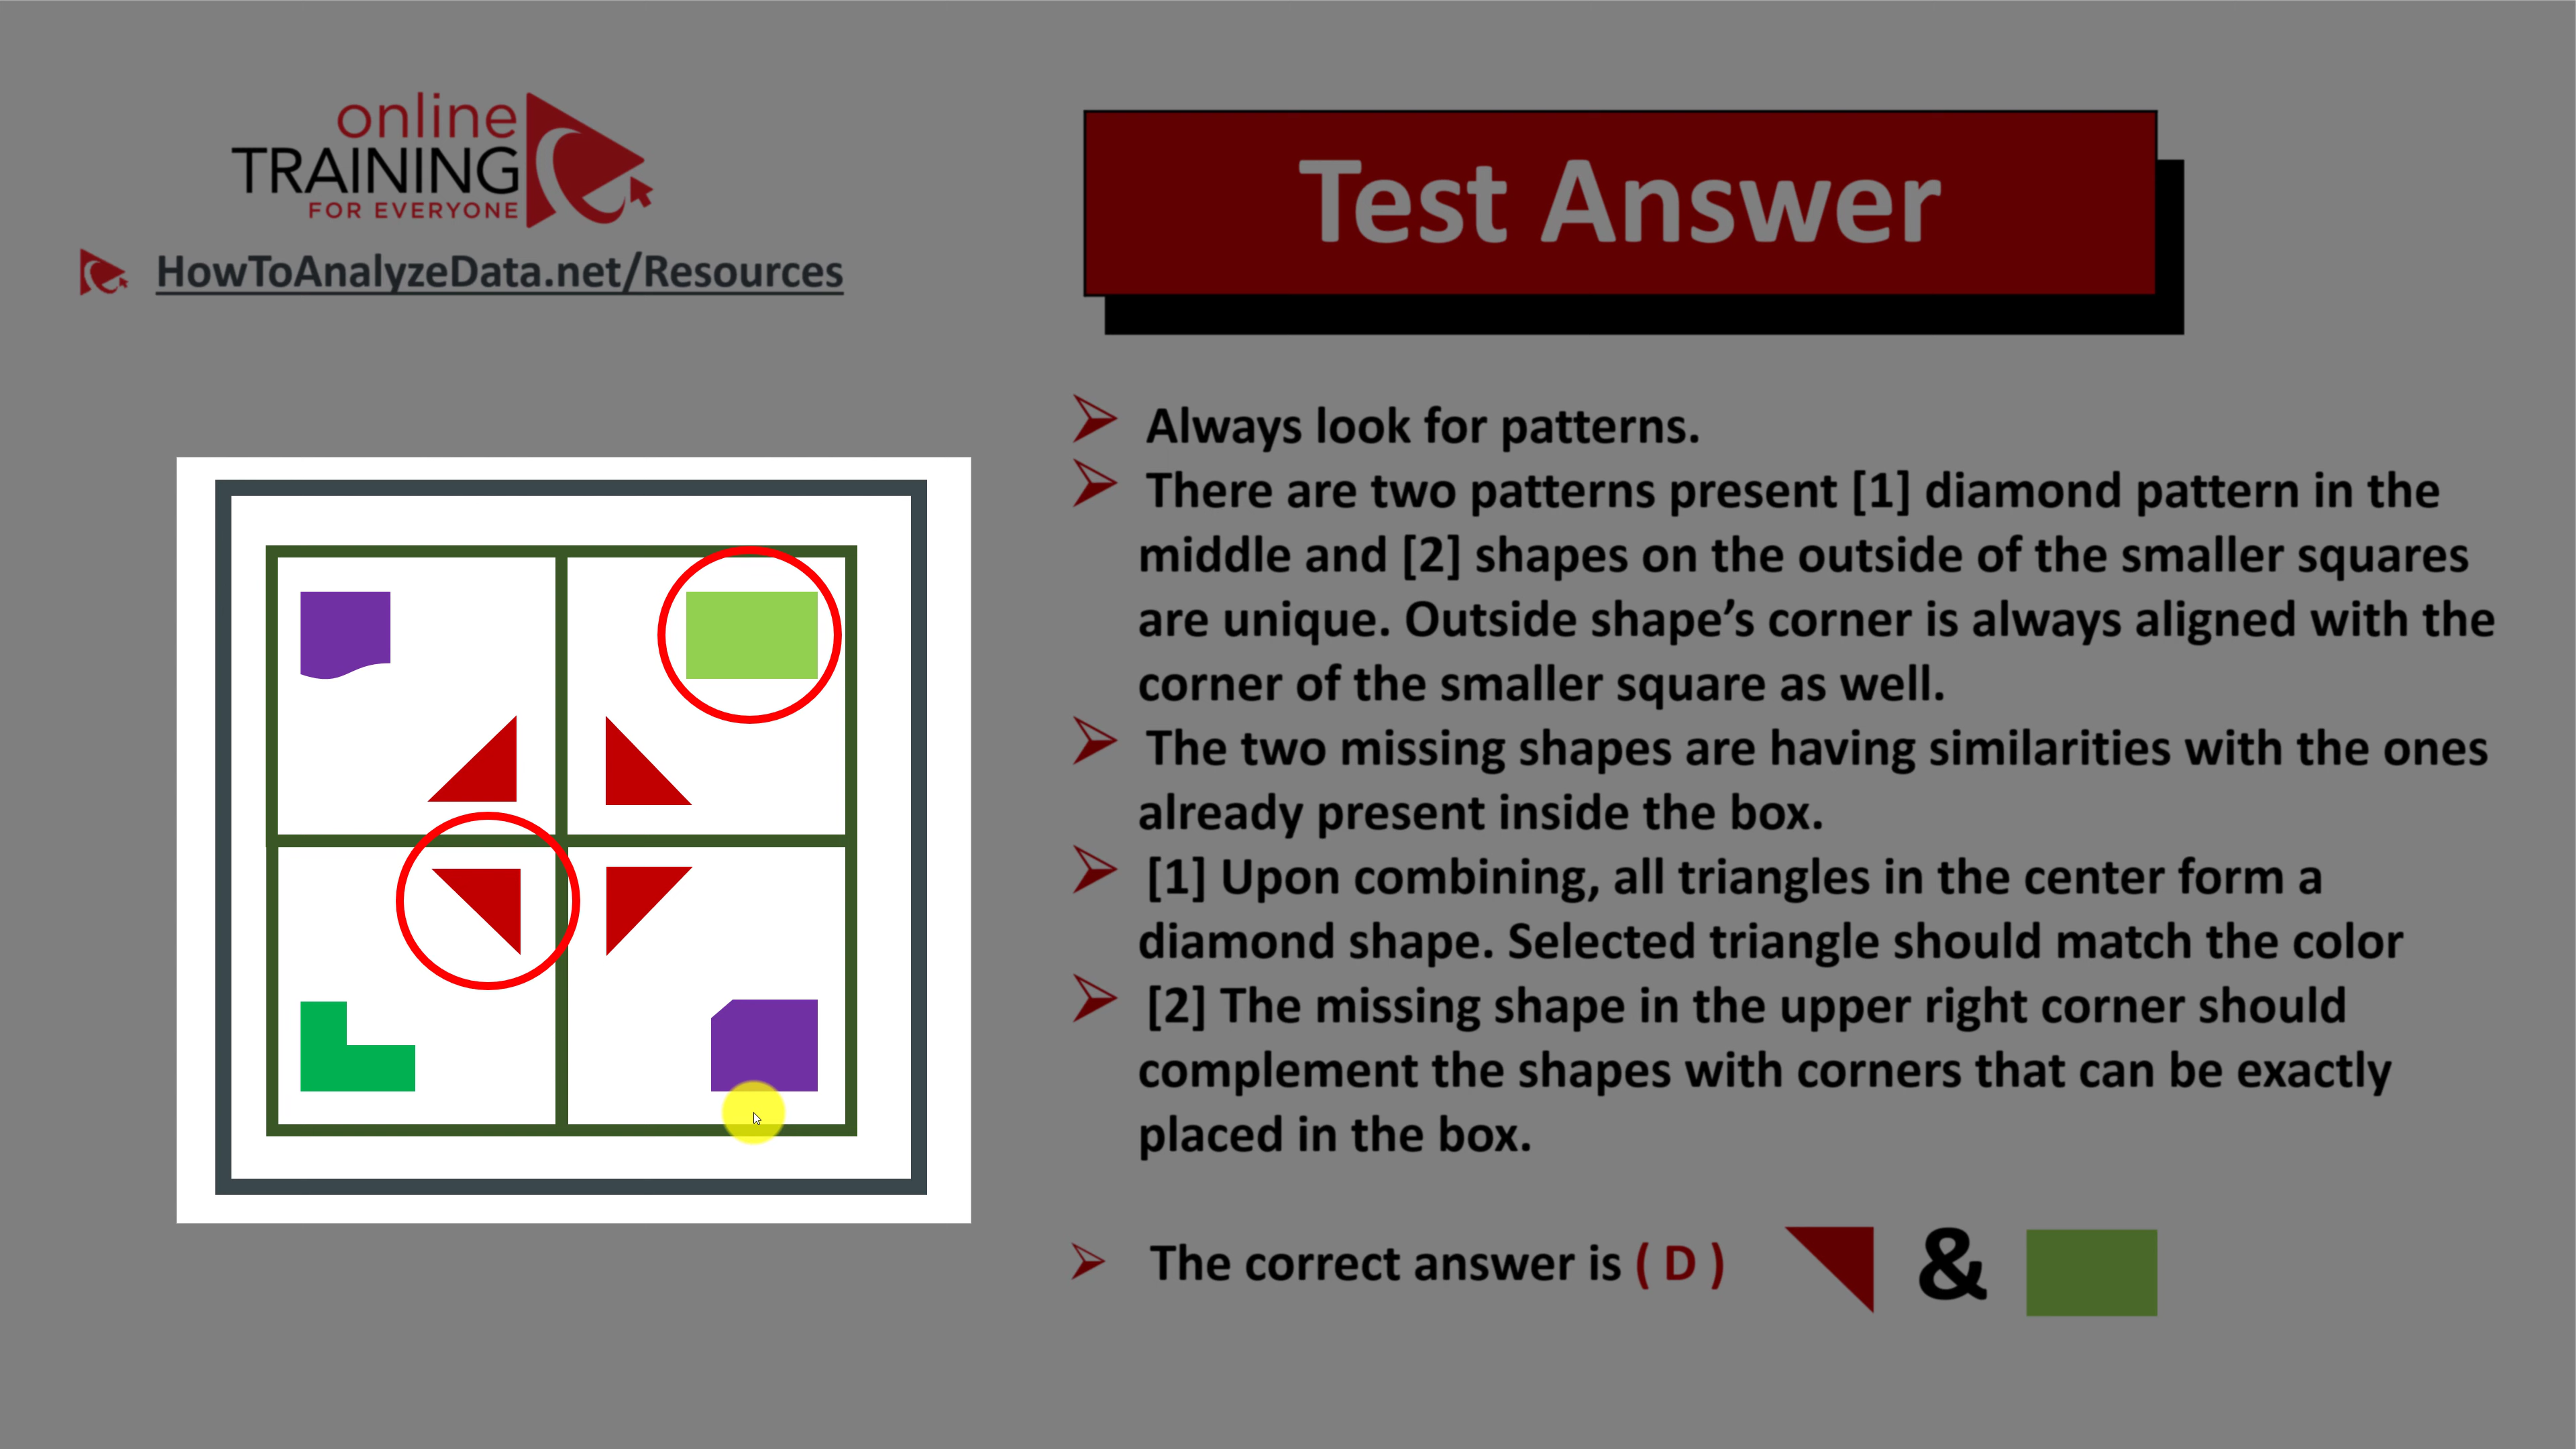 online
TRAINING
FOR EVERYONE
HowToAnalyzeData.net/Resources
Test Answer
Always look for patterns.
There are two patterns present [1] diamond pattern in the
middle and [2] shapes on the outside of the smaller squares
are unique. Outside shape’s corner is always aligned with the
corner of the smaller square as well.
The two missing shapes are having similarities with the ones
already present inside the box.
[1] Upon combining, all triangles in the center form a
diamond shape. Selected triangle should match the color
[2] The missing shape in the upper right corner should
complement the shapes with corners that can be exactly
placed in the box.
The correct answer is ( D ) &